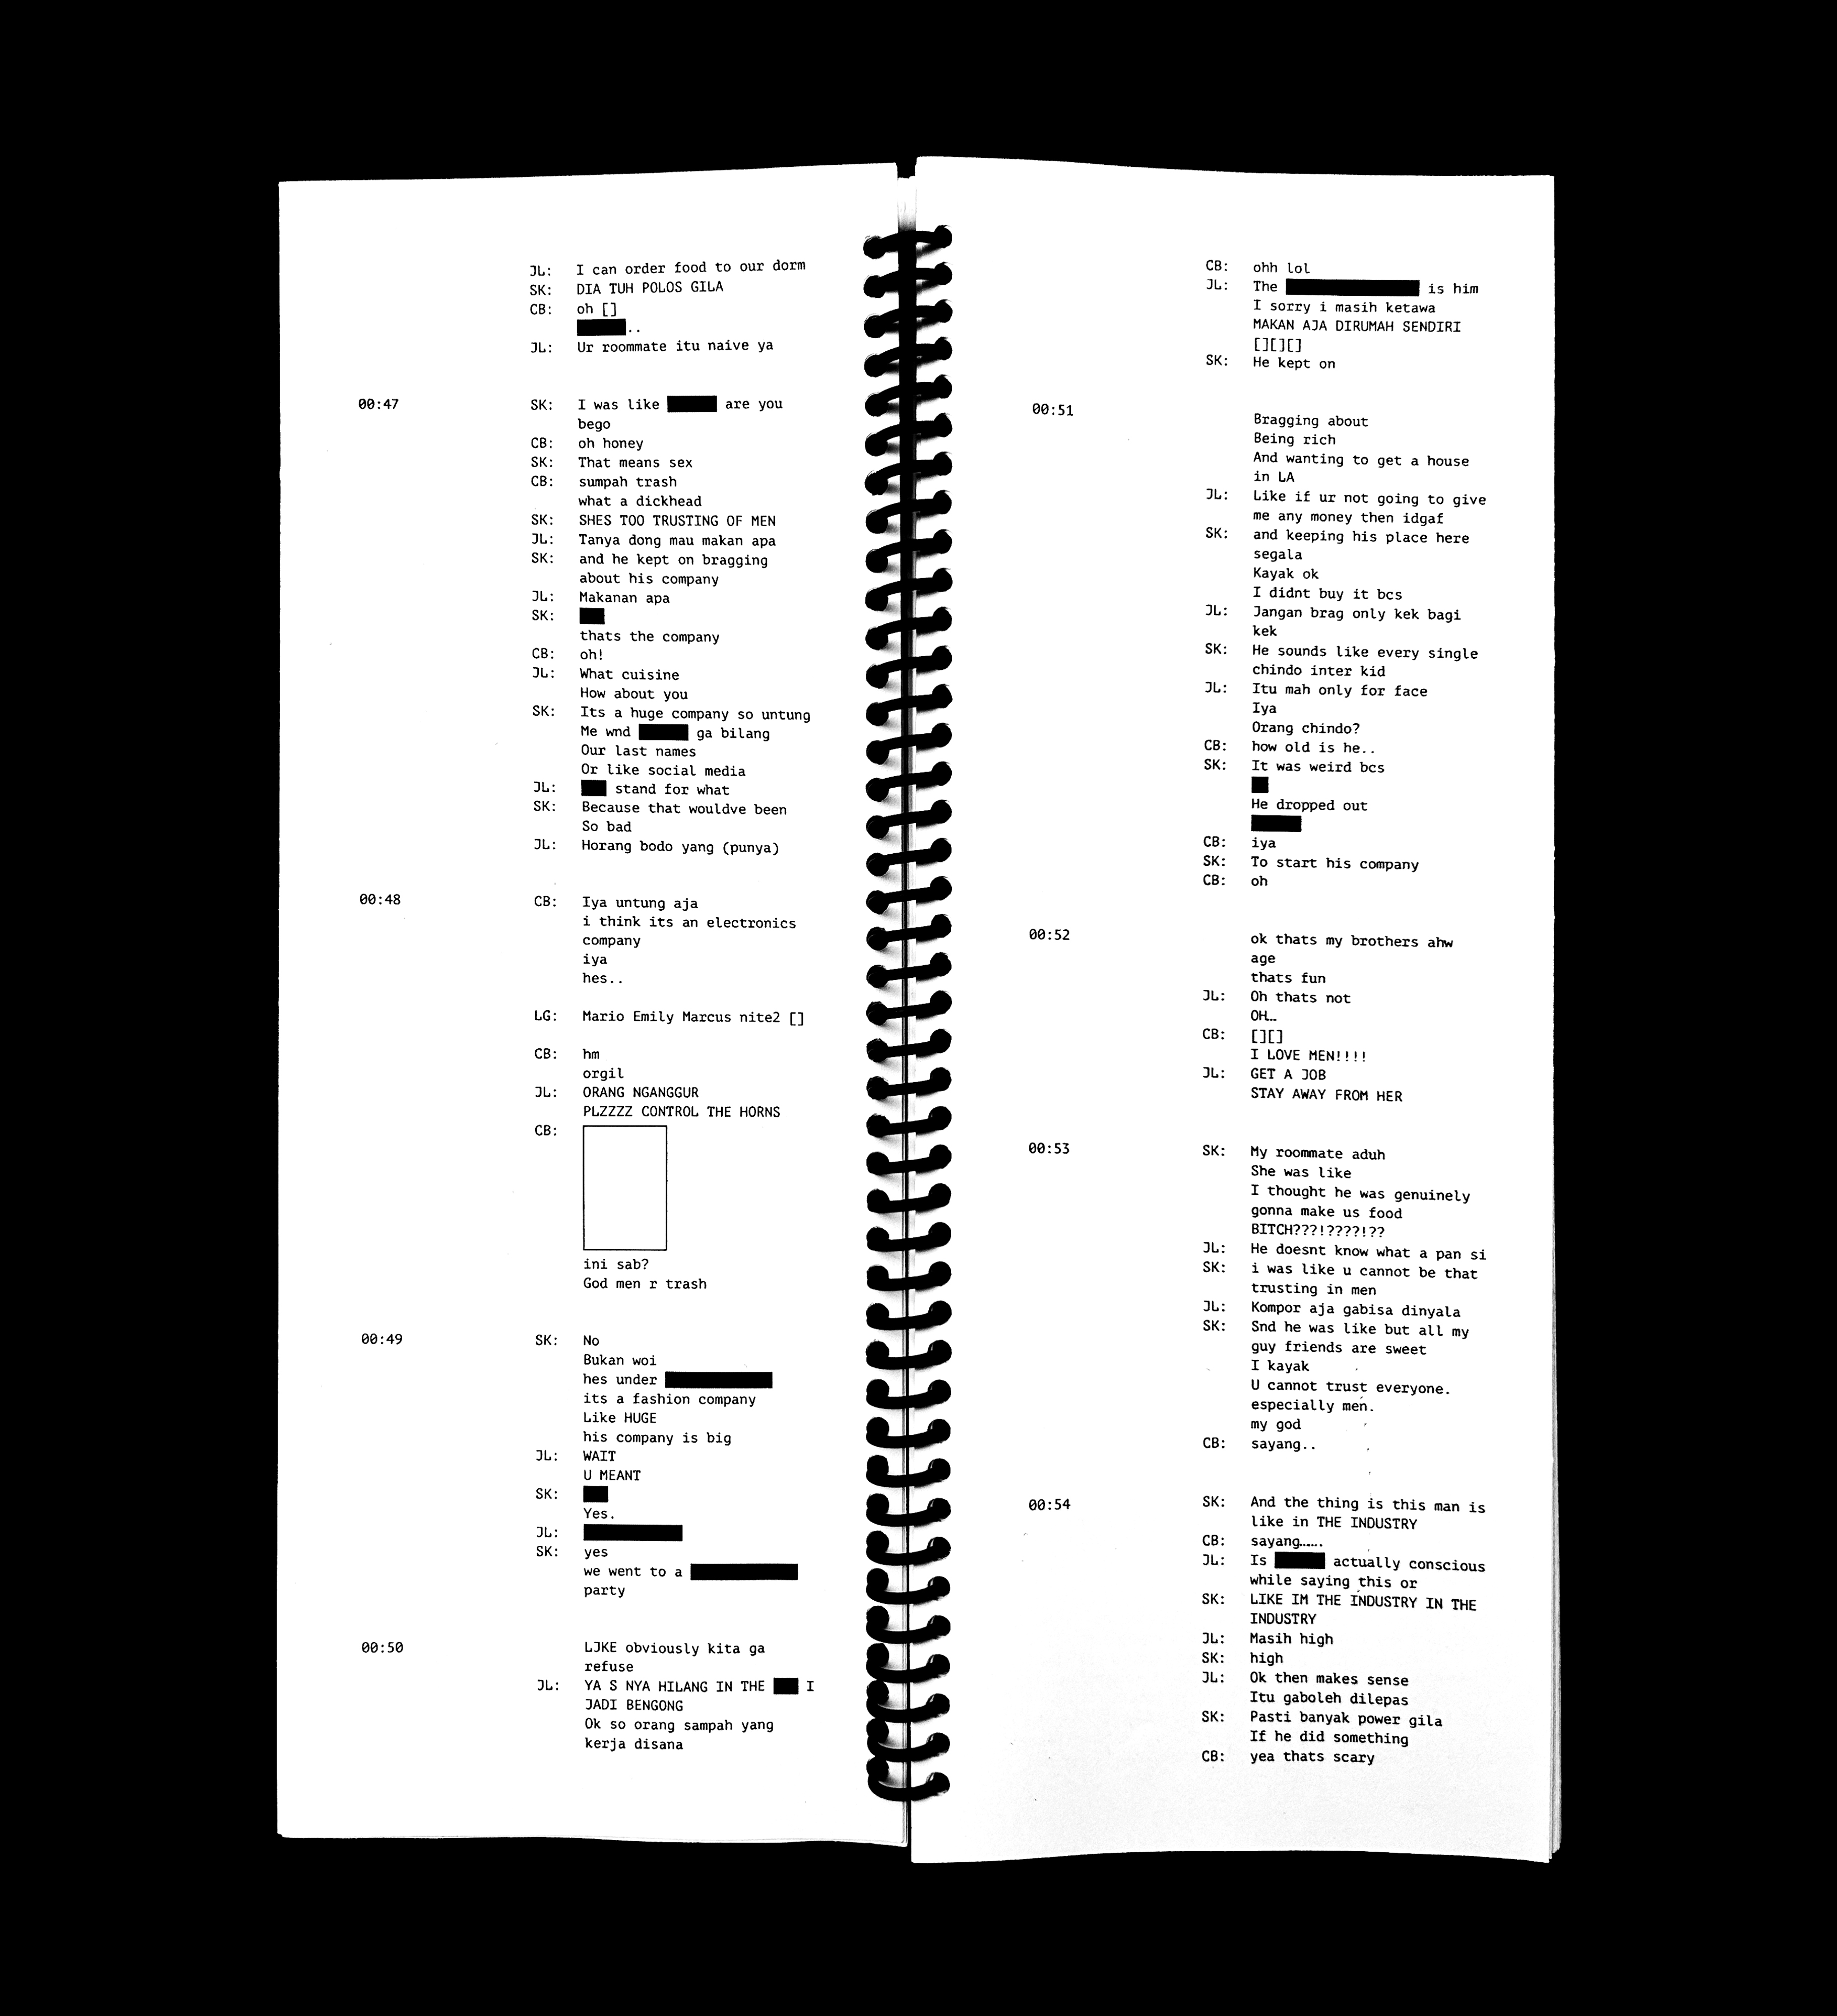 JL: I can order food to our dorm
SK: DIA TUH POLOS GILA
CB: oh []
..
JL: Ur roommate itu naive ya
00:47 SK: I was like are you
bego
CB: oh honey
SK: That means sex
CB: sumpah trash
what a dickhead
SK: SHES TOO TRUSTING OF MEN
JL: Tanya dong mau makan apa
SK: and he kept on bragging
about his company
JL: Makanan apa
SK:
thats the company
CB: oh!
JL: What cuisine
How about you
SK: Its a huge company so untung
Me wnd ga bilang
Our last names
Or like social media
JL: stand for what
SK: Because that wouldve been
So bad
JL: Horang bodo yang (punya)
00:48 CB: Iya untung aja
i think its an electronics
company
iya
hes..
LG: Mario Emily Marcus nite2 []
CB: hm
orgil
JL: ORANG NGANGGUR
PLZZZZ CONTROL THE HORNS
CB:
ini sab?
God men r trash
00:49 SK: No
Bukan woi
hes under
its a fashion company
Like HUGE
his company is big
JL: WAIT
U MEANT
SK:
Yes.
JL:
SK: yes
we went to a
party
00:50 LJKE obviously kita ga
refuse
JL: YA S NYA HILANG IN THE I
JADI BENGONG
Ok so orang sampah yang
kerja disana
CB: ohh lol
JL: The is him
I sorry i masih ketawa
MAKAN AJA DIRUMAH SENDIRI
[][][]
SK: He kept on
00:51 Bragging about
Being rich
And wanting to get a house
in LA
JL: Like if ur not going to give
me any money then idgaf
SK: and keeping his place here
segala
Kayak ok
I didnt buy it bcs
JL: Jangan brag only kek bagi
kek
SK: He sounds like every single
chindo inter kid
JL: Itu mah only for face
Iya
Orang chindo?
CB: how old is he..
SK: It was weird bcs
He dropped out
CB: iya
SK: To start his company
CB: oh
00:52 ok thats my brothers ahw
age
thats fun
JL: Oh thats not
OH…
CB: [][]
I LOVE MEN!!!!
JL: GET A JOB
STAY AWAY FROM HER
00:53 SK: My roommate aduh
She was like
I thought he was genuinely
gonna make us food
BITCH???!????!??
JL: He doesnt know what a pan si
SK: i was like u cannot be that
trusting in men
JL: Kompor aja gabisa dinyala
SK: Snd he was like but all my
guy friends are sweet
I kayak
U cannot trust everyone.
especially men.
my god
CB: sayang..
00:54 SK: And the thing is this man is
like in THE INDUSTRY
CB: sayang……
JL: Is actually conscious
while saying this or
SK: LIKE IM THE INDUSTRY IN THE
INDUSTRY
JL: Masih high
SK: high
JL: Ok then makes sense
Itu gaboleh dilepas
SK: Pasti banyak power gila
If he did something
CB: yea thats scary